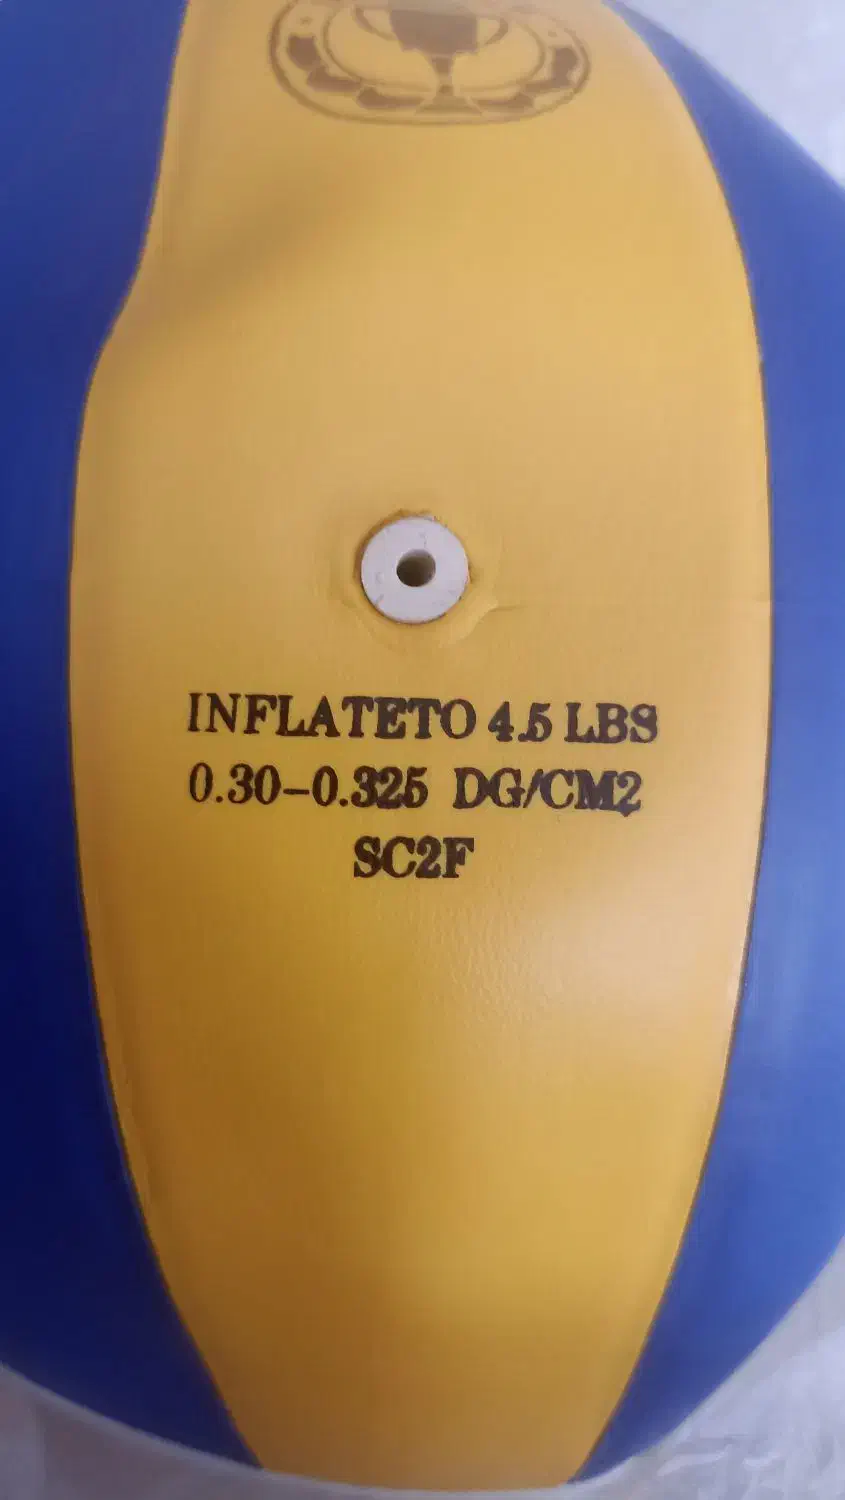 INFLATETO 4.5 LBS
0.30-0.325 DG/CM2
SC2F